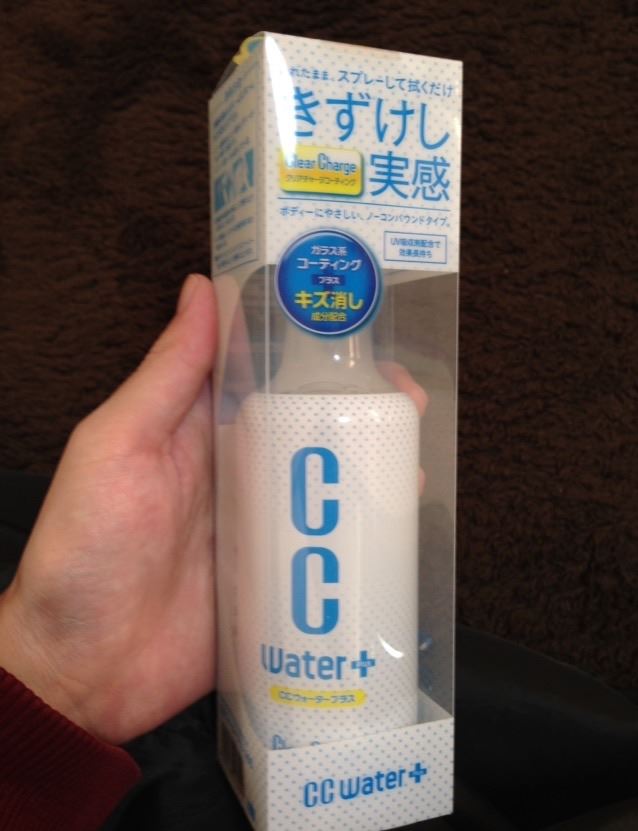 れたまま、スプレーして拭くだけ
きずけし
実感
Clear Charge
クリアチャージコーティング
ボディーにやさしい、ノーコンパウンドタイプ。
UV吸収剤配合で
効果長持ち
ガラス系
コーティング
プラス
キズ消し
成分配合
CC
Water+
CCウォータープラス
CC Water+